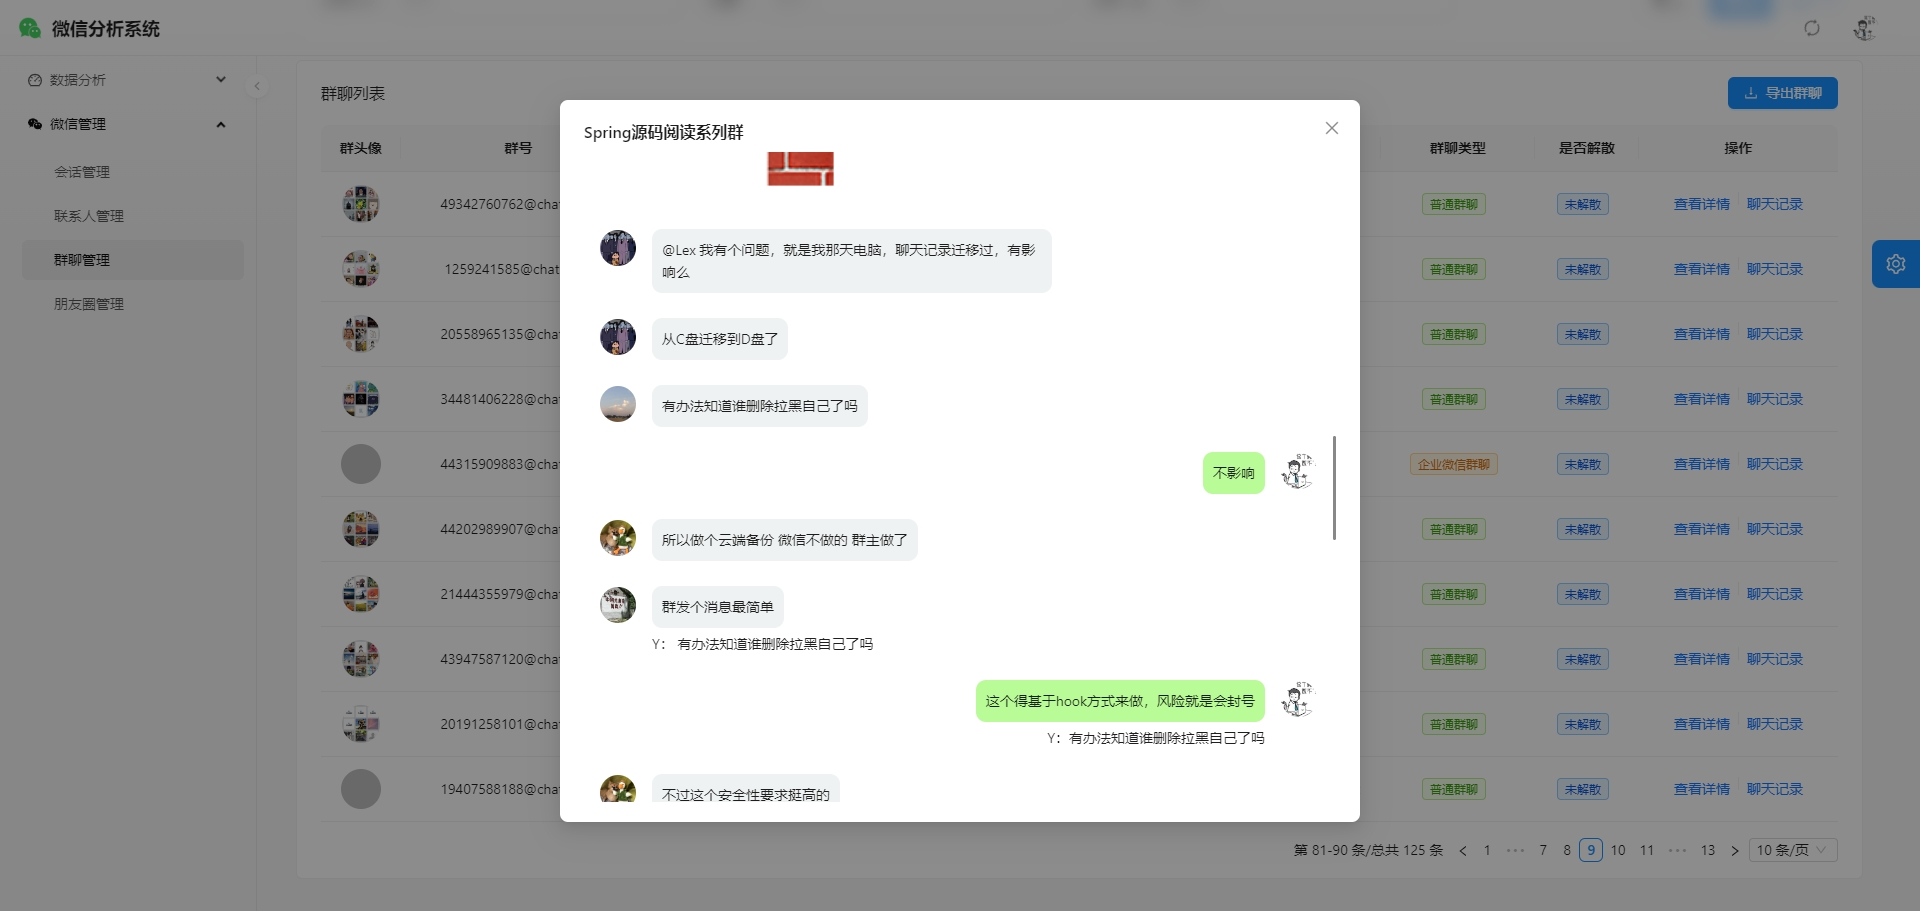 微信分析系统
数据分析
微信管理
会话管理
联系人管理
群聊管理
朋友圈管理
群聊列表
导出群聊
群头像 群号 群聊类型 是否解散 操作
49342760762@cha 普通群聊 未解散 查看详情 聊天记录
1259241585@chat 普通群聊 未解散 查看详情 聊天记录
20558965135@cha 普通群聊 未解散 查看详情 聊天记录
34481406228@cha 普通群聊 未解散 查看详情 聊天记录
44315909883@cha 企业微信群聊 未解散 查看详情 聊天记录
44202989907@cha 普通群聊 未解散 查看详情 聊天记录
21444355979@cha 普通群聊 未解散 查看详情 聊天记录
43947587120@cha 普通群聊 未解散 查看详情 聊天记录
20191258101@cha 普通群聊 未解散 查看详情 聊天记录
19407588188@cha 普通群聊 未解散 查看详情 聊天记录
第 81-90 条/总共 125 条 1 ··· 7 8 9 10 11 ··· 13 10 条/页
Spring源码阅读系列群
@Lex 我有个问题，就是我那天电脑，聊天记录迁移过，有影
响么
从C盘迁移到D盘了
有办法知道谁删除拉黑自己了吗
不影响
所以做个云端备份 微信不做的 群主做了
群发个消息最简单
Y： 有办法知道谁删除拉黑自己了吗
这个得基于hook方式来做，风险就是会封号
Y：有办法知道谁删除拉黑自己了吗
不过这个安全性要求挺高的